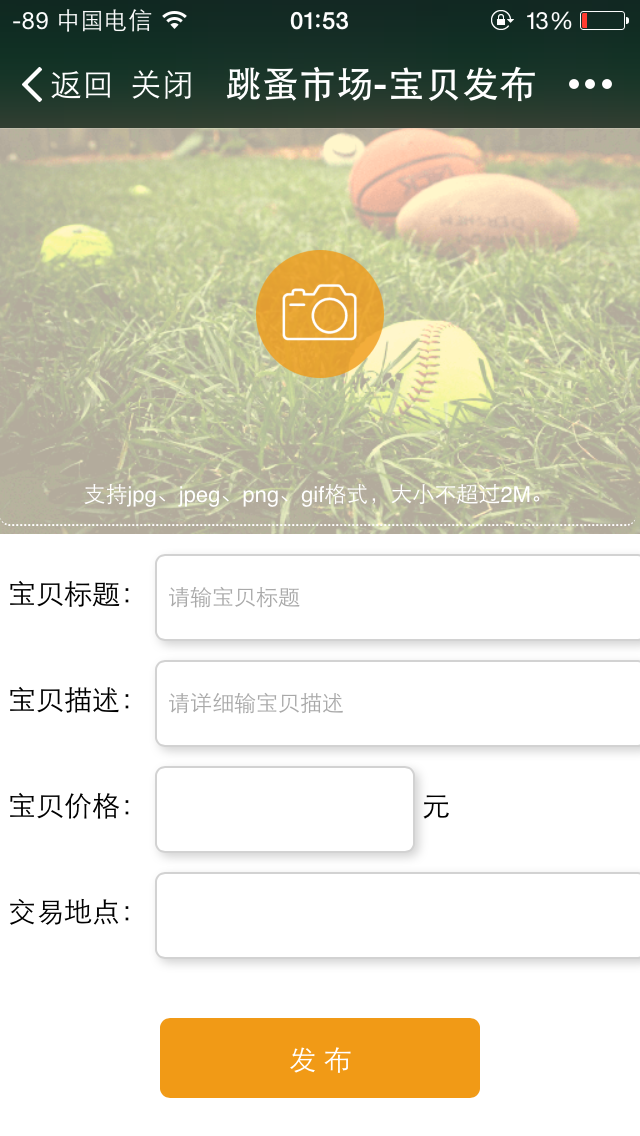 -89 中国电信 01:53 13%
返回 关闭 跳蚤市场-宝贝发布
支持jpg、jpeg、png、gif格式，大小不超过2M。
宝贝标题： 请输宝贝标题
宝贝描述： 请详细输宝贝描述
宝贝价格： 元
交易地点：
发布